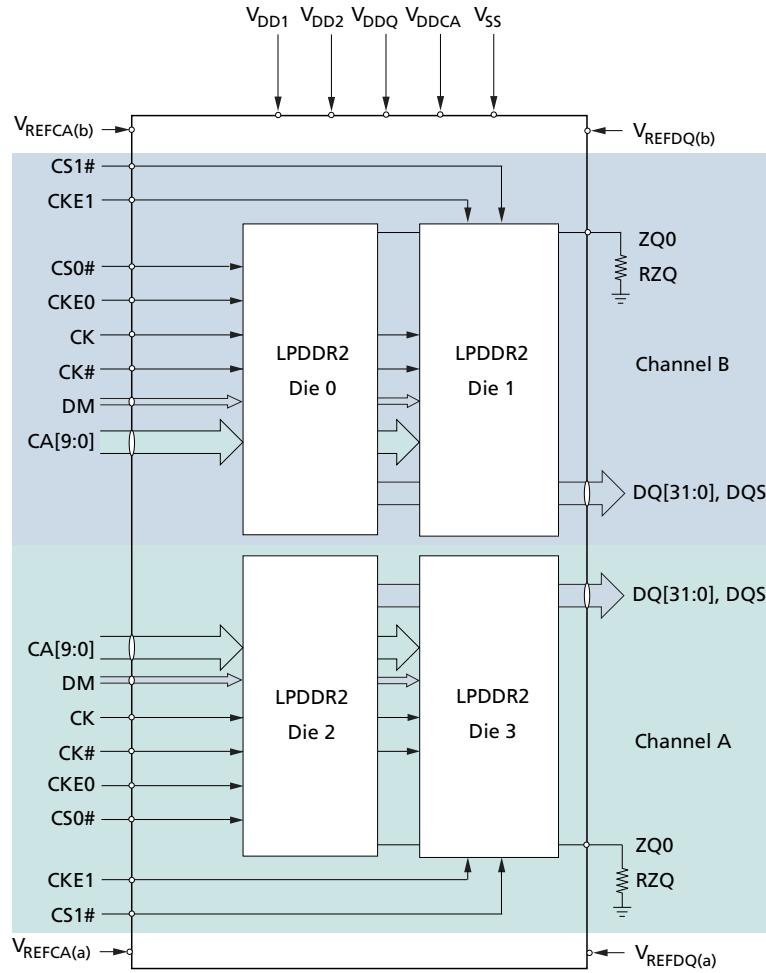 VDD1 VDD2 VDDQ VDDCA VSS
VREFCA(b)
VREFDQ(b)
CS1#
CKE1
CS0#
CKE0
CK
CK#
DM
CA[9:0]
LPDDR2
Die 0
LPDDR2
Die 1
ZQ0
RZQ
Channel B
DQ[31:0], DQS
DQ[31:0], DQS
CA[9:0]
DM
CK
CK#
CKE0
CS0#
CKE1
CS1#
LPDDR2
Die 2
LPDDR2
Die 3
Channel A
ZQ0
RZQ
VREFCA(a)
VREFDQ(a)